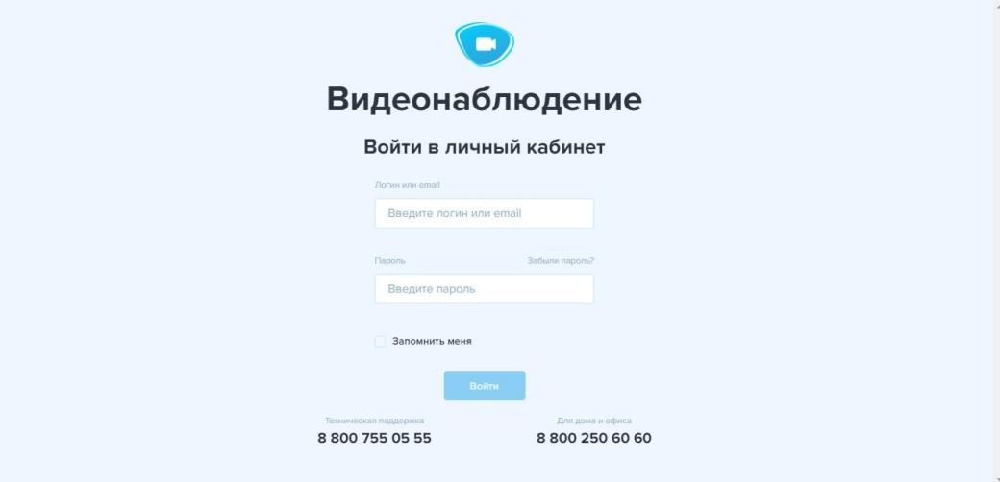 Видеонаблюдение
Войти в личный кабинет
Логин или email
Введите логин или email
Пароль Забыли пароль?
Введите пароль
Запомнить меня
Войти
Техническая поддержка Для дома и офиса
8 800 755 05 55 8 800 250 60 60